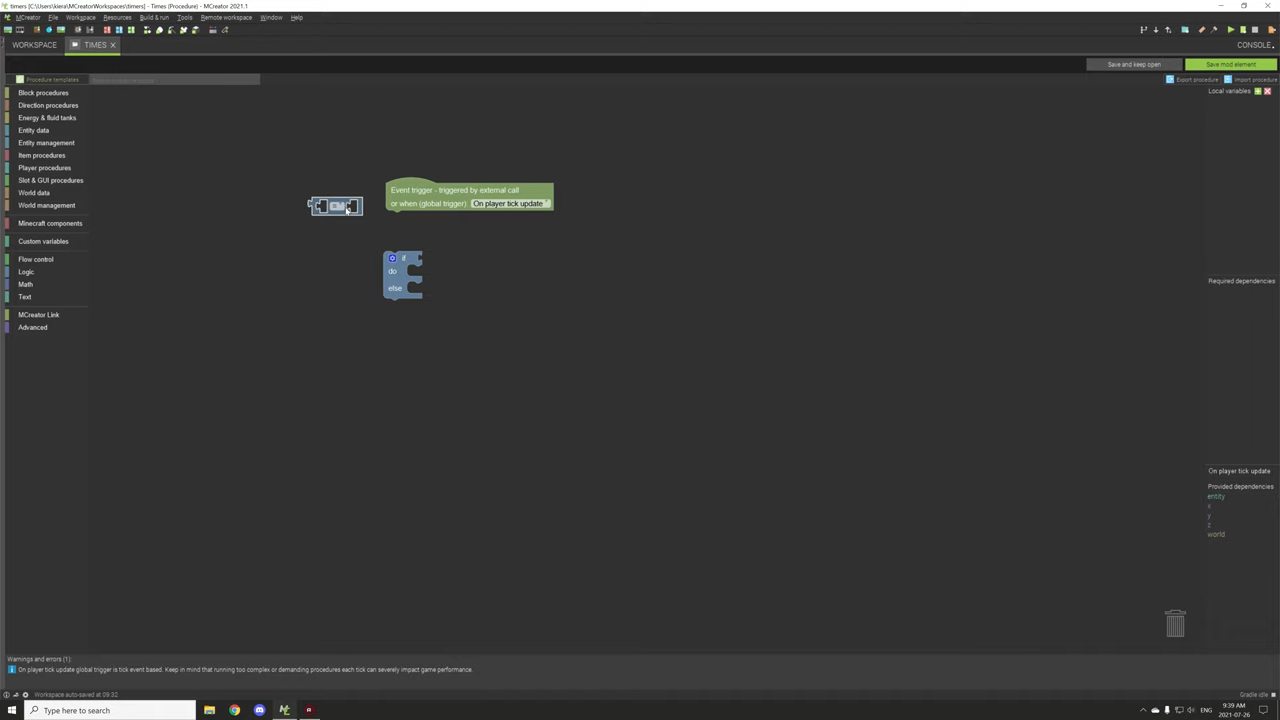 timers [C:\Users\kiera\MCreatorWorkspaces\timers] - Times (Procedure) - MCreator 2021.1
MCreator File Workspace Resources Build & run Tools Remote workspace Window Help
WORKSPACE TIMES
CONSOLE
Save and keep open Save mod element
Procedure templates
Export procedure Import procedure
Local variables
Block procedures
Direction procedures
Energy & fluid tanks
Entity data
Entity management
Item procedures
Player procedures
Slot & GUI procedures
World data
World management
Minecraft components
Custom variables
Flow control
Logic
Math
Text
MCreator Link
Advanced
Event trigger - triggered by external call
or when (global trigger): On player tick update
=
if
do
else
Required dependencies
On player tick update
Provided dependencies:
entity
x
y
z
world
Warnings and errors (1):
On player tick update global trigger is tick event based. Keep in mind that running too complex or demanding procedures each tick can severely impact game performance.
Workspace auto-saved at 09:32
Gradle idle
Type here to search
ENG
9:39 AM
2021-07-26